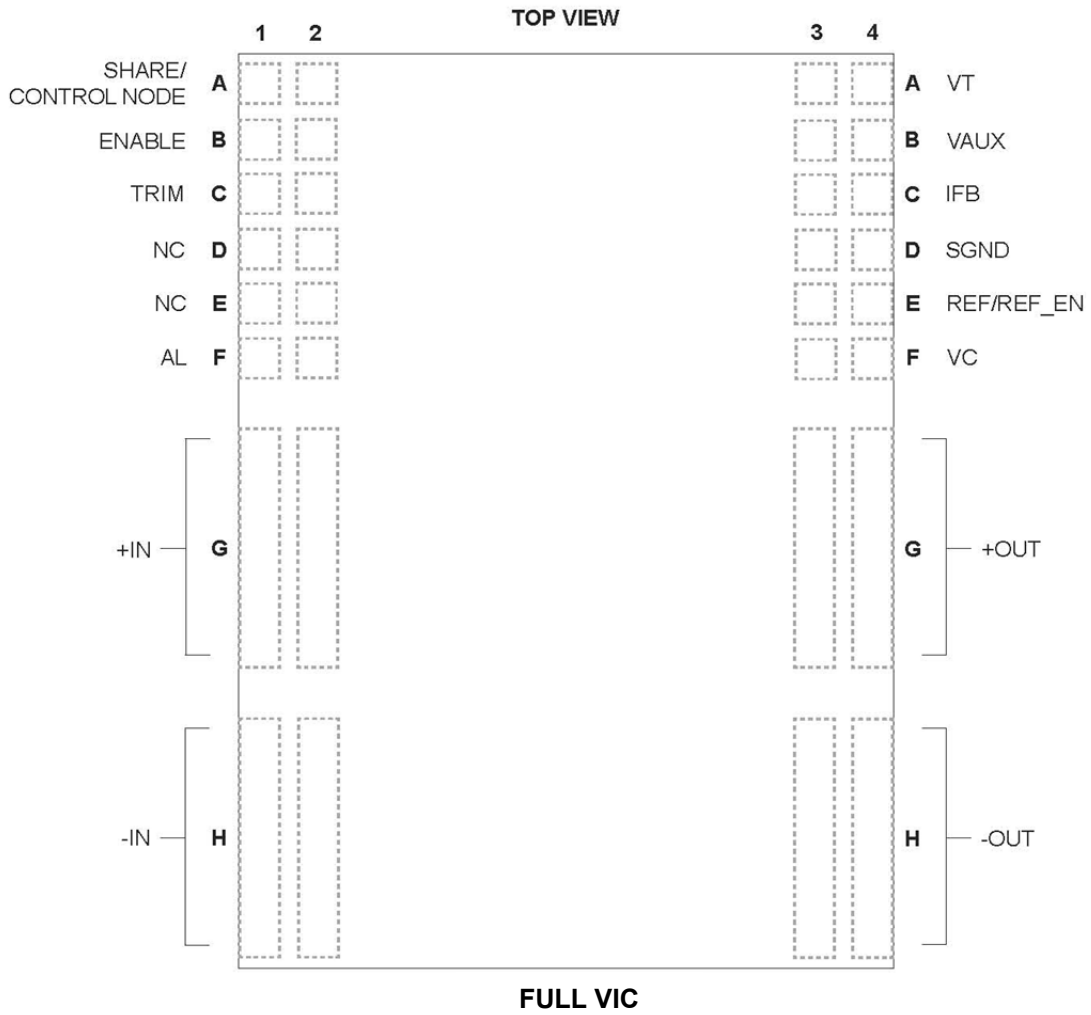 TOP VIEW
1 2 3 4
SHARE/
CONTROL NODE A A VT
ENABLE B B VAUX
TRIM C C IFB
NC D D SGND
NC E E REF/REF_EN
AL F F VC
+IN G G +OUT
-IN H H -OUT
FULL VIC